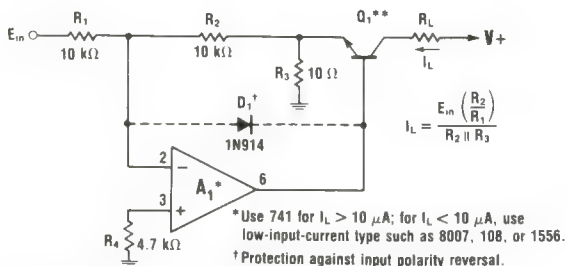 E_in
R₁
10 kΩ
R₂
10 kΩ
Q₁**
R_L
V+
I_L
R₃ 10 Ω
D₁†
1N914
I_L = E_in (R₂/R₁) / R₂ ‖ R₃
2
−
A₁*
6
3
+
R₄ 4.7 kΩ
*Use 741 for I_L > 10 μA; for I_L < 10 μA, use
low-input-current type such as 8007, 108, or 1556.
†Protection against input polarity reversal.